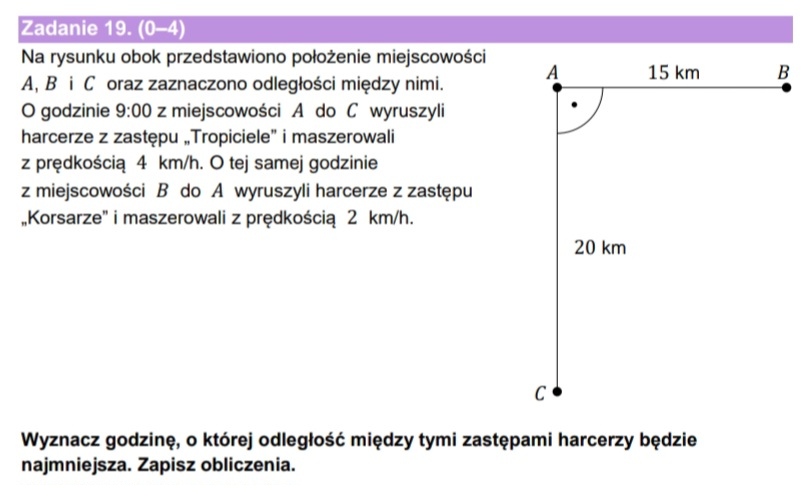 Zadanie 19. (0–4)
Na rysunku obok przedstawiono położenie miejscowości
A, B i C oraz zaznaczono odległości między nimi.
O godzinie 9:00 z miejscowości A do C wyruszyli
harcerze z zastępu „Tropiciele” i maszerowali
z prędkością 4 km/h. O tej samej godzinie
z miejscowości B do A wyruszyli harcerze z zastępu
„Korsarze” i maszerowali z prędkością 2 km/h.
A
15 km
B
20 km
C
Wyznacz godzinę, o której odległość między tymi zastępami harcerzy będzie
najmniejsza. Zapisz obliczenia.